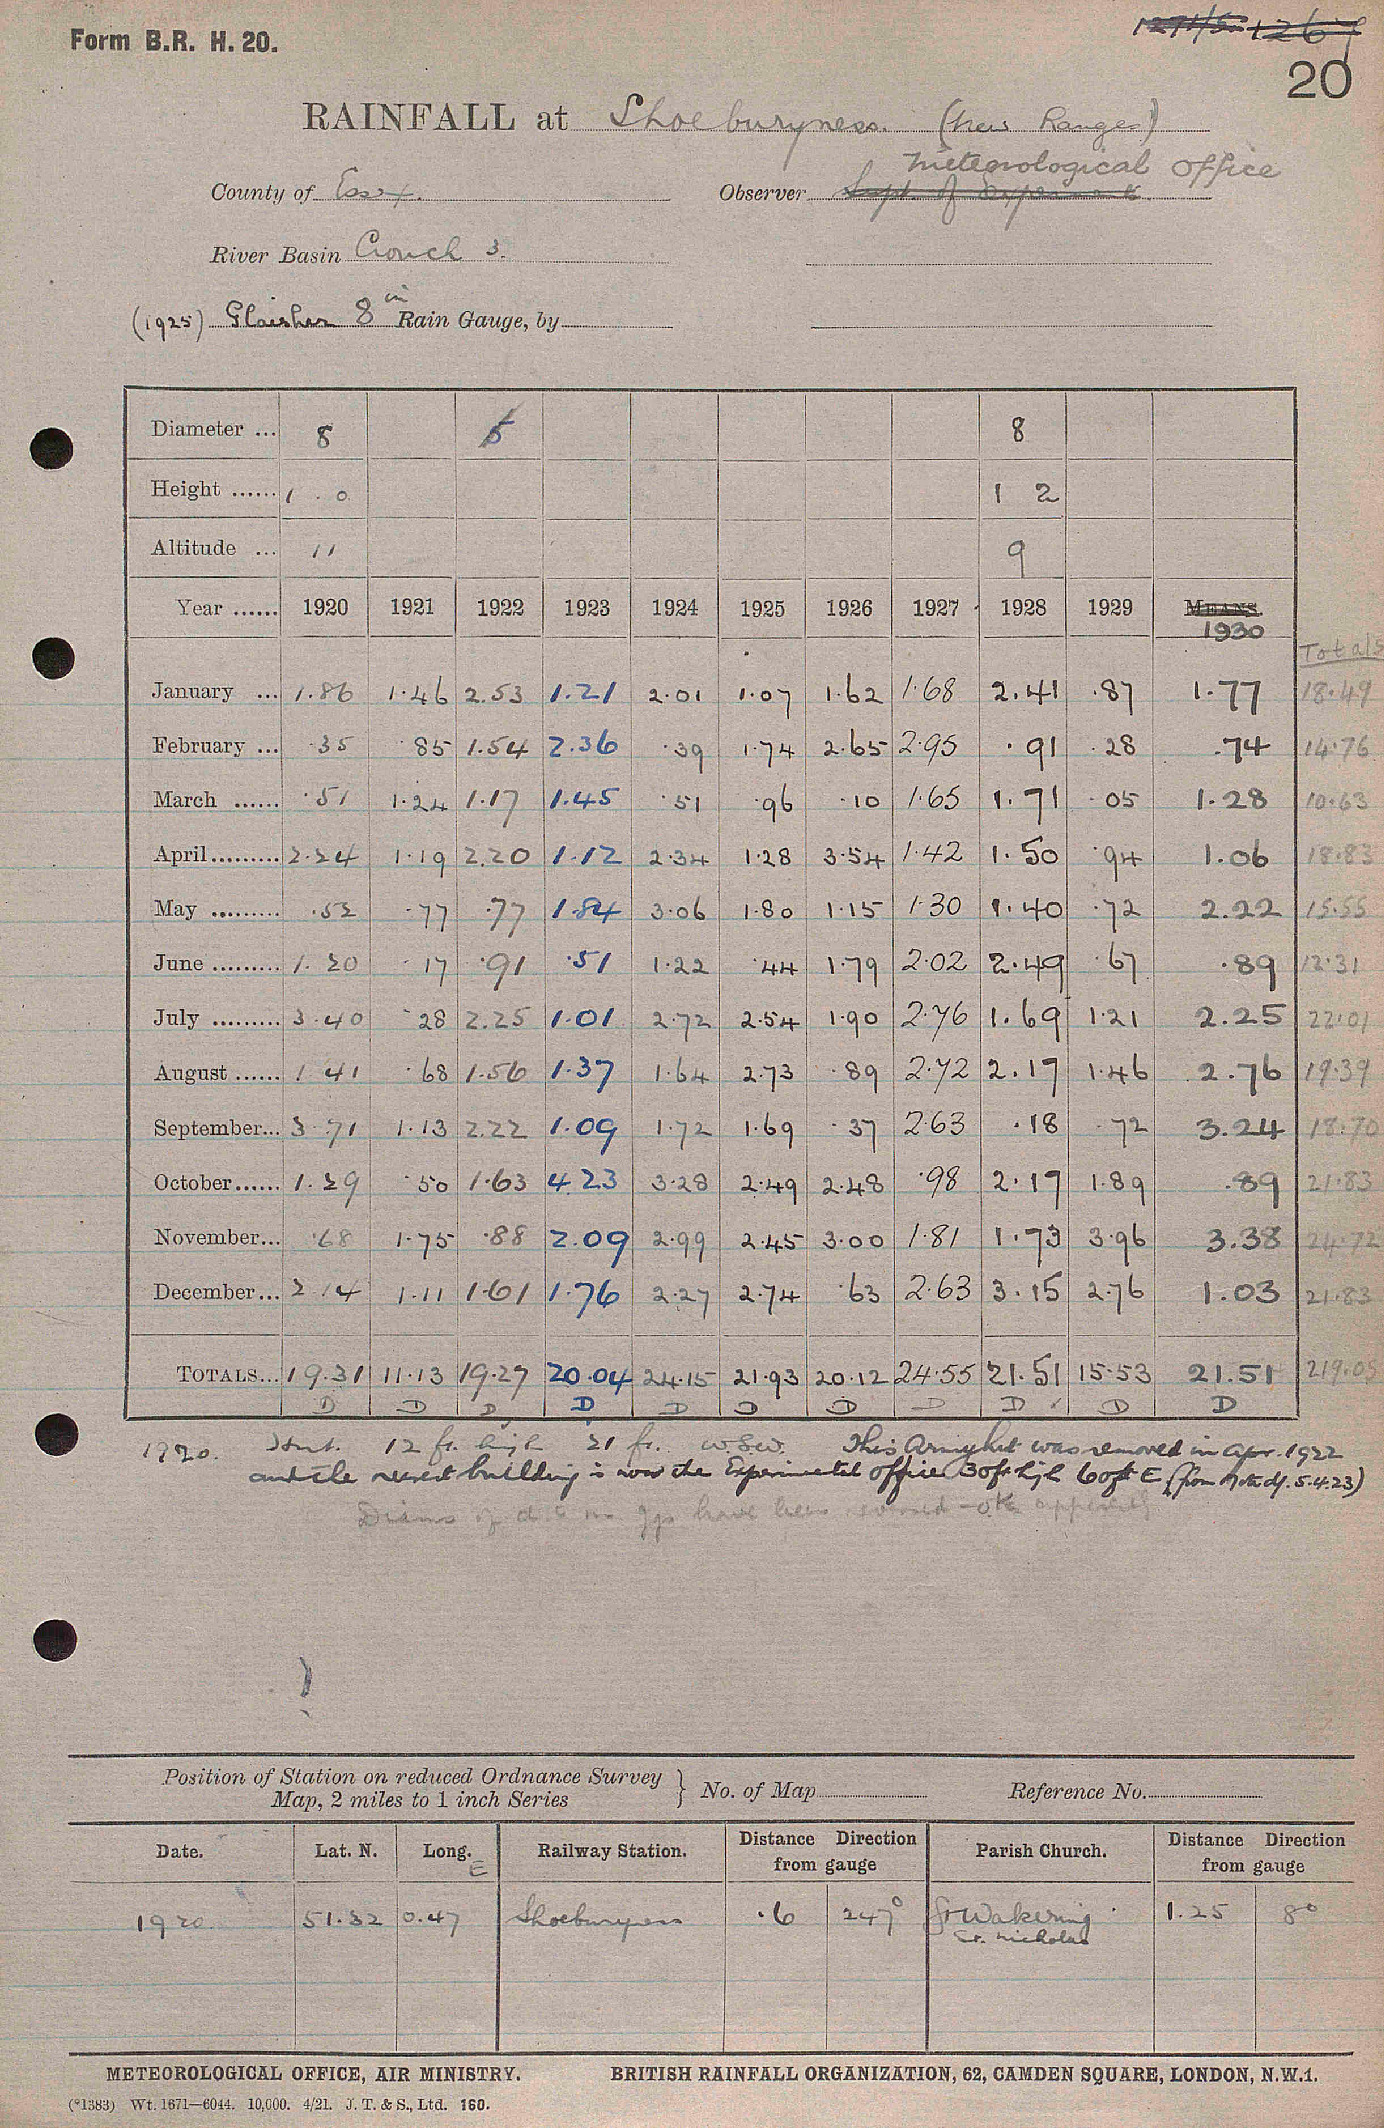 Form B.R. H. 20.
1271/5 1267
20
RAINFALL at Shoeburyness. (New Ranges)
Meteorological Office
County of Essex. Observer Supt. of Experiments.
River Basin Crouch 3.
(1925) Glaisher 8 in Rain Gauge, by
Diameter ... 8 5 8
Height ...... 1 . 0 1 2
Altitude ... 11 9
Year ...... 1920 1921 1922 1923 1924 1925 1926 1927 1928 1929 MEANS.
1930
Totals
January ... 1.86 1.46 2.53 1.21 2.01 1.07 1.62 1.68 2.41 .87 1.77 18.49
February ... .35 .85 1.54 2.36 .39 1.74 2.65 2.95 .91 .28 .74 14.76
March ...... .51 1.24 1.17 1.45 .51 .96 .10 1.65 1.71 .05 1.28 10.63
April ......... 2.24 1.19 2.20 1.12 2.34 1.28 3.54 1.42 1.50 .94 1.06 18.83
May ......... .52 .77 .77 1.84 3.06 1.80 1.15 1.30 1.40 .72 2.22 15.55
June ......... 1.20 .17 .91 .51 1.22 .44 1.79 2.02 2.49 .67 .89 12.31
July ......... 3.40 .28 2.25 1.01 2.72 2.54 1.90 2.76 1.69 1.21 2.25 22.01
August ...... 1.41 .68 1.56 1.37 1.64 2.73 .89 2.72 2.17 1.46 2.76 19.39
September... 3.71 1.13 2.22 1.09 1.72 1.69 .37 2.63 .18 .72 3.24 18.70
October...... 1.29 .50 1.63 4.23 3.28 2.49 2.48 .98 2.17 1.89 .89 21.83
November... .68 1.75 .88 2.09 2.99 2.45 3.00 1.81 1.73 3.96 3.38 24.72
December... 2.14 1.11 1.61 1.76 2.27 2.74 .63 2.63 3.15 2.76 1.03 21.83
TOTALS... 19.31 11.13 19.27 20.04 24.15 21.93 20.12 24.55 21.51 15.53 21.51 219.05
D D D D D D D D D D D
1920. Hut. 12 ft. high 21 ft. W.S.W. This Army hut was removed in Apr. 1922
and the nearest building is now the Experimental office 30ft high 60ft E (from Note df. 5.4.23)
have been
Position of Station on reduced Ordnance Survey
Map, 2 miles to 1 inch Series } No. of Map Reference No.
Date. Lat. N. Long. E Railway Station. Distance Direction from gauge Parish Church. Distance Direction from gauge
1920 51.32 0.47 Shoeburyness .6 247° Gt Wakering 1.25 8°
St. Nicholas
METEOROLOGICAL OFFICE, AIR MINISTRY. BRITISH RAINFALL ORGANIZATION, 62, CAMDEN SQUARE, LONDON, N.W.1.
(*1383) Wt. 1671—6044. 10,000. 4/21. J. T. & S., Ltd. 160.